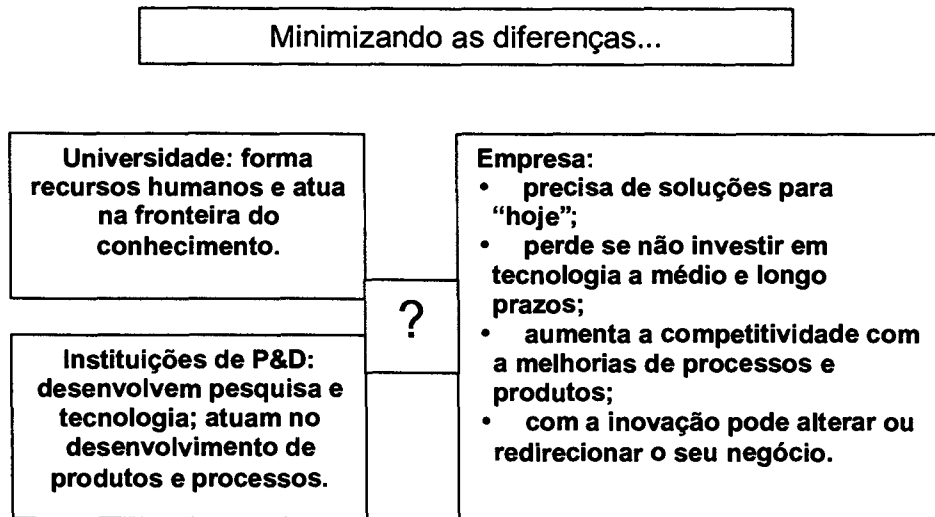 Minimizando as diferenças...
Universidade: forma
recursos humanos e atua
na fronteira do
conhecimento.
Instituições de P&D:
desenvolvem pesquisa e
tecnologia; atuam no
desenvolvimento de
produtos e processos.
?
Empresa:
• precisa de soluções para
“hoje”;
• perde se não investir em
tecnologia a médio e longo
prazos;
• aumenta a competitividade com
a melhorias de processos e
produtos;
• com a inovação pode alterar ou
redirecionar o seu negócio.